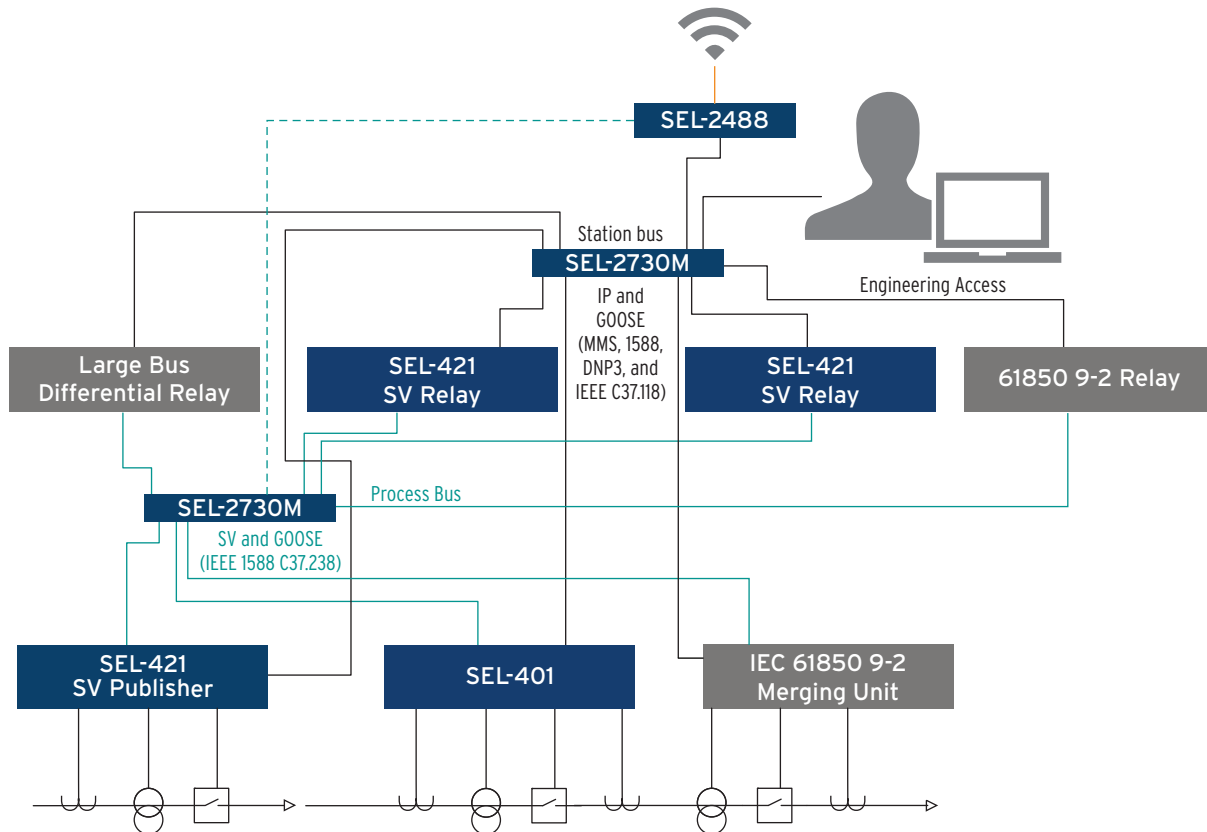 SEL-2488
Station bus
SEL-2730M
Engineering Access
IP and
GOOSE
(MMS, 1588,
DNP3, and
IEEE C37.118)
Large Bus
Differential Relay
SEL-421
SV Relay
SEL-421
SV Relay
61850 9-2 Relay
Process Bus
SEL-2730M
SV and GOOSE
(IEEE 1588 C37.238)
SEL-421
SV Publisher
SEL-401
IEC 61850 9-2
Merging Unit